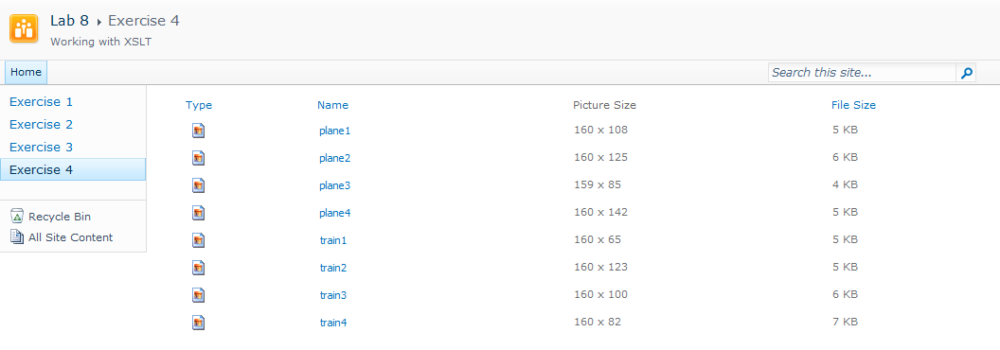 Lab 8 ▸ Exercise 4
Working with XSLT
Home
Search this site...
Exercise 1
Exercise 2
Exercise 3
Exercise 4
Recycle Bin
All Site Content
Type Name Picture Size File Size
plane1 160 x 108 5 KB
plane2 160 x 125 6 KB
plane3 159 x 85 4 KB
plane4 160 x 142 5 KB
train1 160 x 65 5 KB
train2 160 x 123 5 KB
train3 160 x 100 6 KB
train4 160 x 82 7 KB